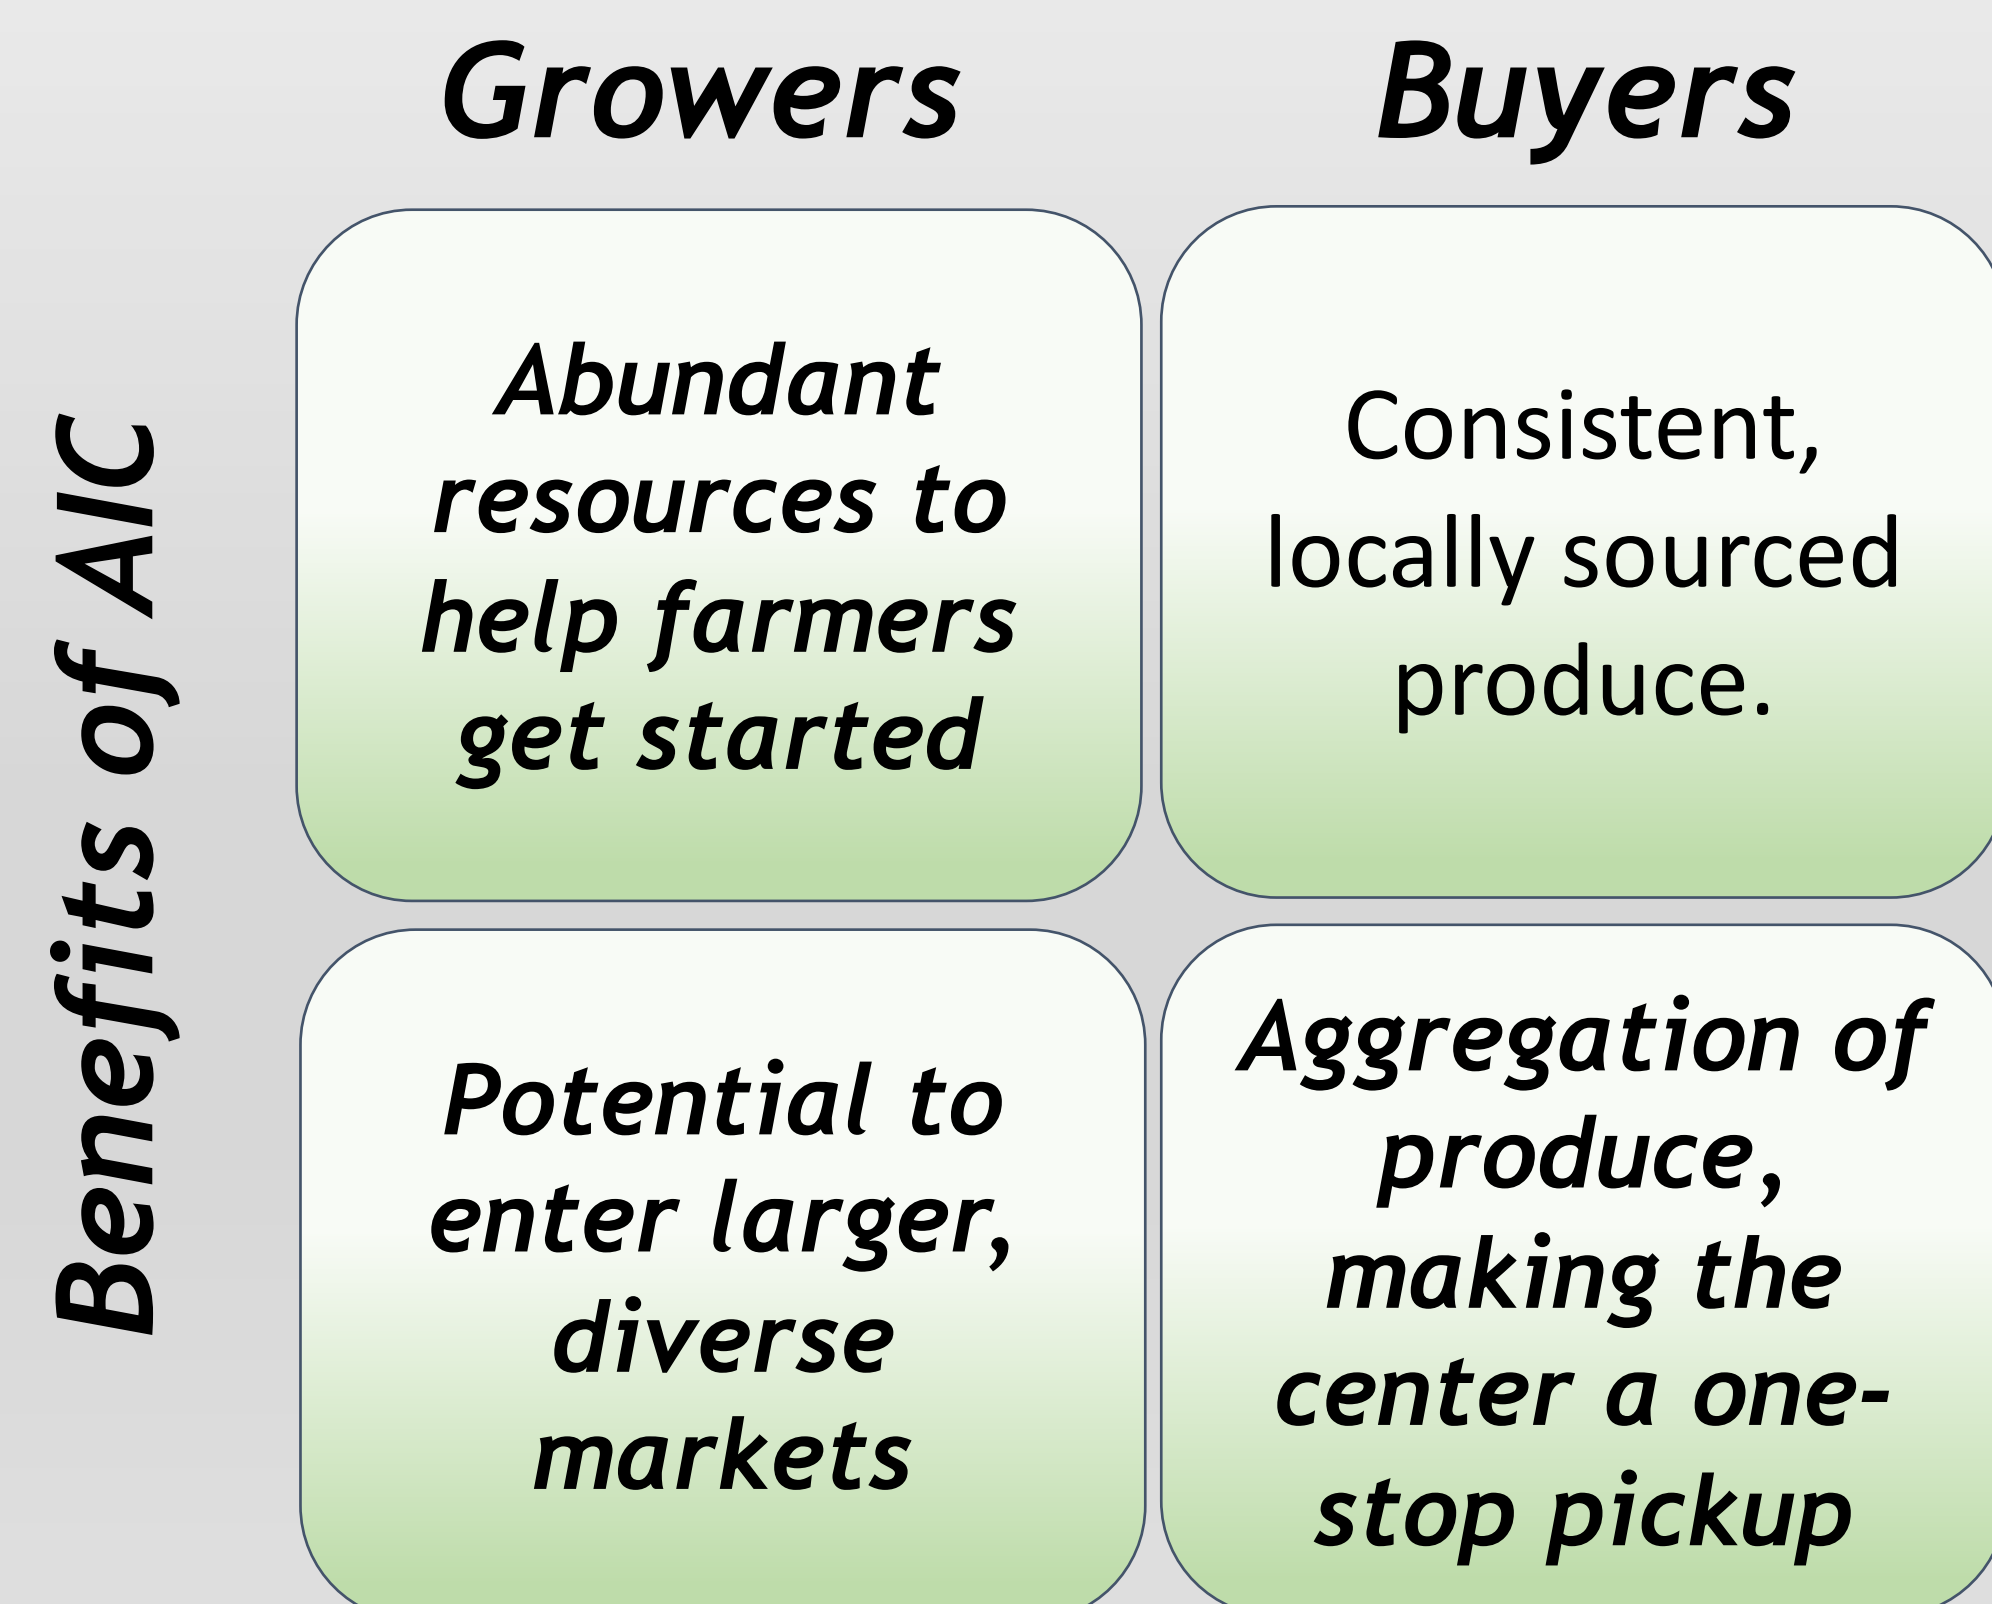 Growers
Buyers
Benefits of AIC
Abundant
resources to
help farmers
get started
Consistent,
locally sourced
produce.
Potential to
enter larger,
diverse
markets
Aggregation of
produce,
making the
center a one-
stop pickup